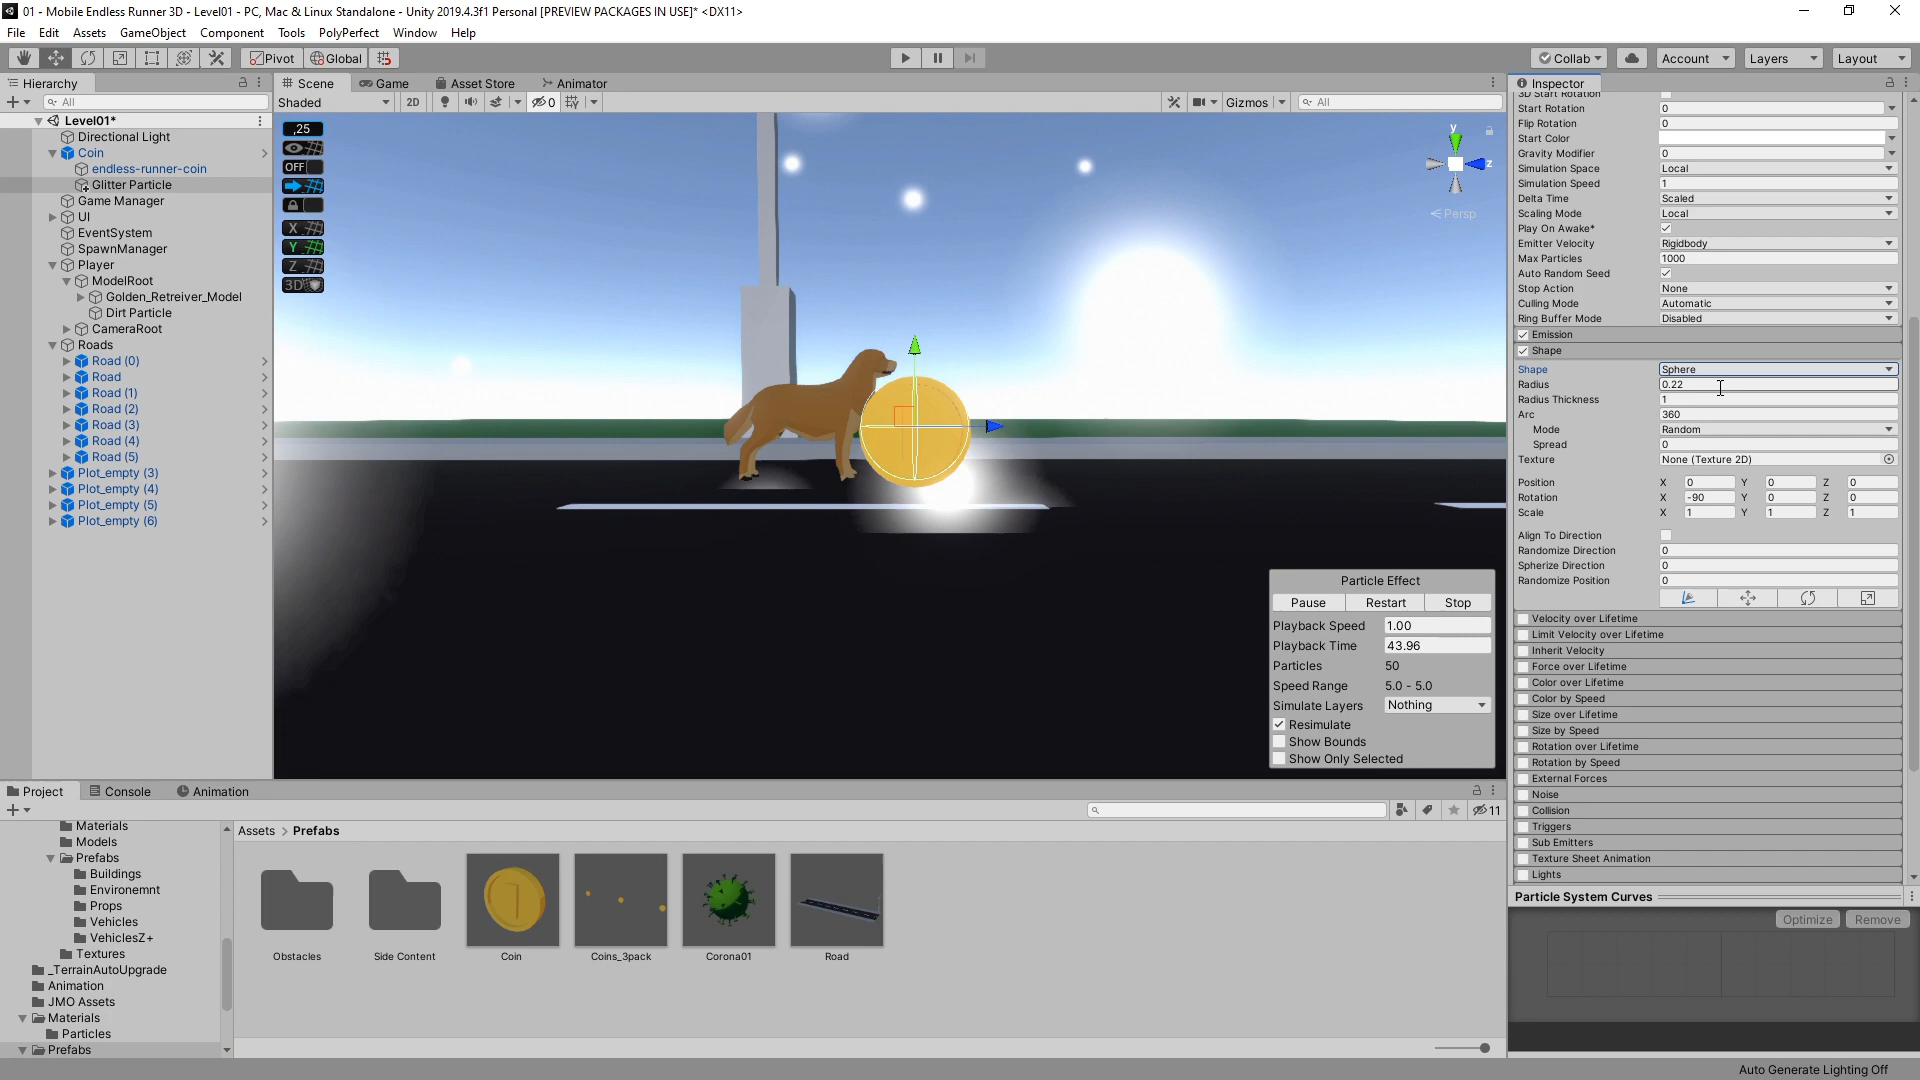 01 - Mobile Endless Runner 3D - Level01 - PC, Mac & Linux Standalone - Unity 2019.4.3f1 Personal [PREVIEW PACKAGES IN USE]* <DX11>
File Edit Assets GameObject Component Tools PolyPerfect Window Help
Pivot Global Collab Account Layers Layout
Hierarchy
All
Level01*
Directional Light
Coin
endless-runner-coin
Glitter Particle
Game Manager
UI
EventSystem
SpawnManager
Player
ModelRoot
Golden_Retreiver_Model
Dirt Particle
CameraRoot
Roads
Road (0)
Road
Road (1)
Road (2)
Road (3)
Road (4)
Road (5)
Plot_empty (3)
Plot_empty (4)
Plot_empty (5)
Plot_empty (6)
Scene Game Asset Store Animator
Shaded 2D 0 Gizmos All
,25
OFF
X
Y
Z
3D
y
z
Persp
Particle Effect
Pause Restart Stop
Playback Speed 1.00
Playback Time 43.96
Particles 50
Speed Range 5.0 - 5.0
Simulate Layers Nothing
Resimulate
Show Bounds
Show Only Selected
Inspector
3D Start Rotation
Start Rotation 0
Flip Rotation 0
Start Color
Gravity Modifier 0
Simulation Space Local
Simulation Speed 1
Delta Time Scaled
Scaling Mode Local
Play On Awake*
Emitter Velocity Rigidbody
Max Particles 1000
Auto Random Seed
Stop Action None
Culling Mode Automatic
Ring Buffer Mode Disabled
Emission
Shape
Shape Sphere
Radius 0.22
Radius Thickness 1
Arc 360
Mode Random
Spread 0
Texture None (Texture 2D)
Position X 0 Y 0 Z 0
Rotation X -90 Y 0 Z 0
Scale X 1 Y 1 Z 1
Align To Direction
Randomize Direction 0
Spherize Direction 0
Randomize Position 0
Velocity over Lifetime
Limit Velocity over Lifetime
Inherit Velocity
Force over Lifetime
Color over Lifetime
Color by Speed
Size over Lifetime
Size by Speed
Rotation over Lifetime
Rotation by Speed
External Forces
Noise
Collision
Triggers
Sub Emitters
Texture Sheet Animation
Lights
Particle System Curves
Optimize Remove
Project Console Animation
11
Materials
Models
Prefabs
Buildings
Environemnt
Props
Vehicles
VehiclesZ+
Textures
_TerrainAutoUpgrade
Animation
JMO Assets
Materials
Particles
Prefabs
Assets > Prefabs
Obstacles Side Content Coin Coins_3pack Corona01 Road
Auto Generate Lighting Off